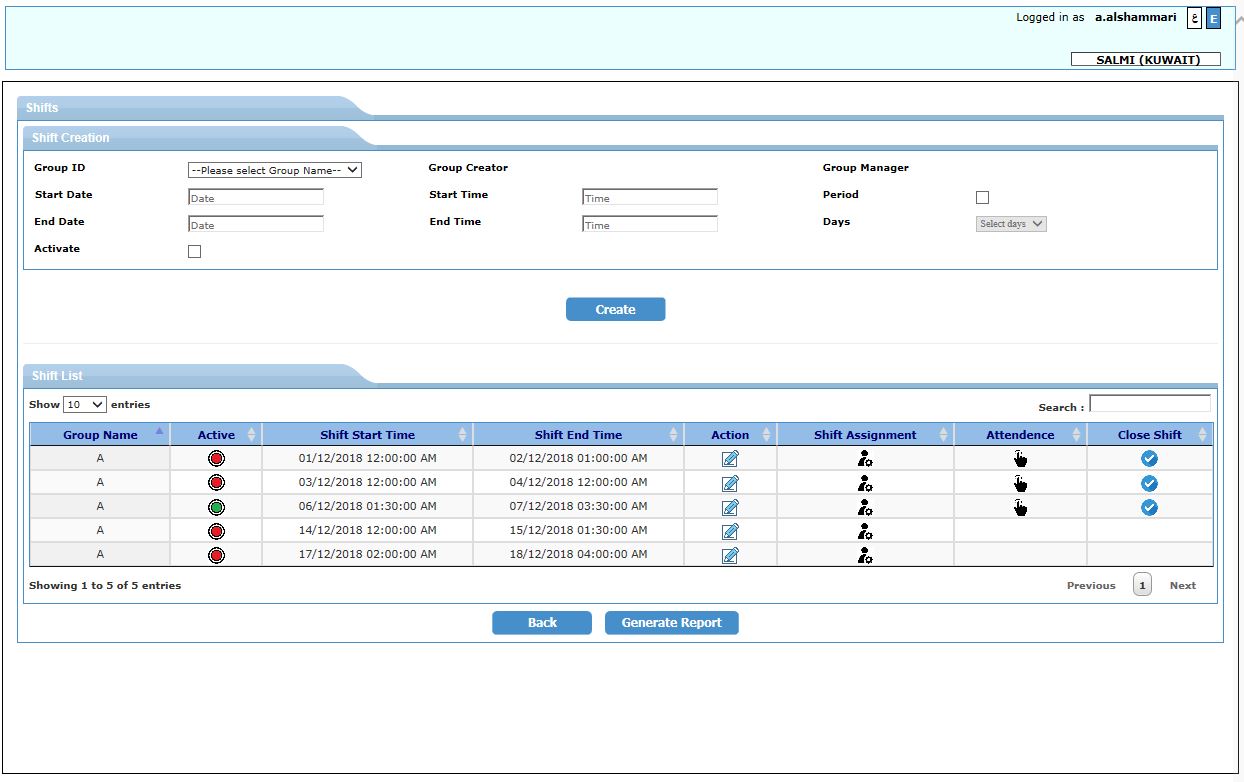 Logged in as a.alshammari ع E
SALMI (KUWAIT)
Shifts
Shift Creation
Group ID --Please select Group Name-- Group Creator Group Manager
Start Date Date Start Time Time Period
End Date Date End Time Time Days Select days
Activate
Create
Shift List
Show 10 entries Search :
Group Name Active Shift Start Time Shift End Time Action Shift Assignment Attendence Close Shift
A 01/12/2018 12:00:00 AM 02/12/2018 01:00:00 AM
A 03/12/2018 12:00:00 AM 04/12/2018 12:00:00 AM
A 06/12/2018 01:30:00 AM 07/12/2018 03:30:00 AM
A 14/12/2018 12:30:00 AM 15/12/2018 01:30:00 AM
A 17/12/2018 02:00:00 AM 18/12/2018 04:00:00 AM
Showing 1 to 5 of 5 entries Previous 1 Next
Back Generate Report